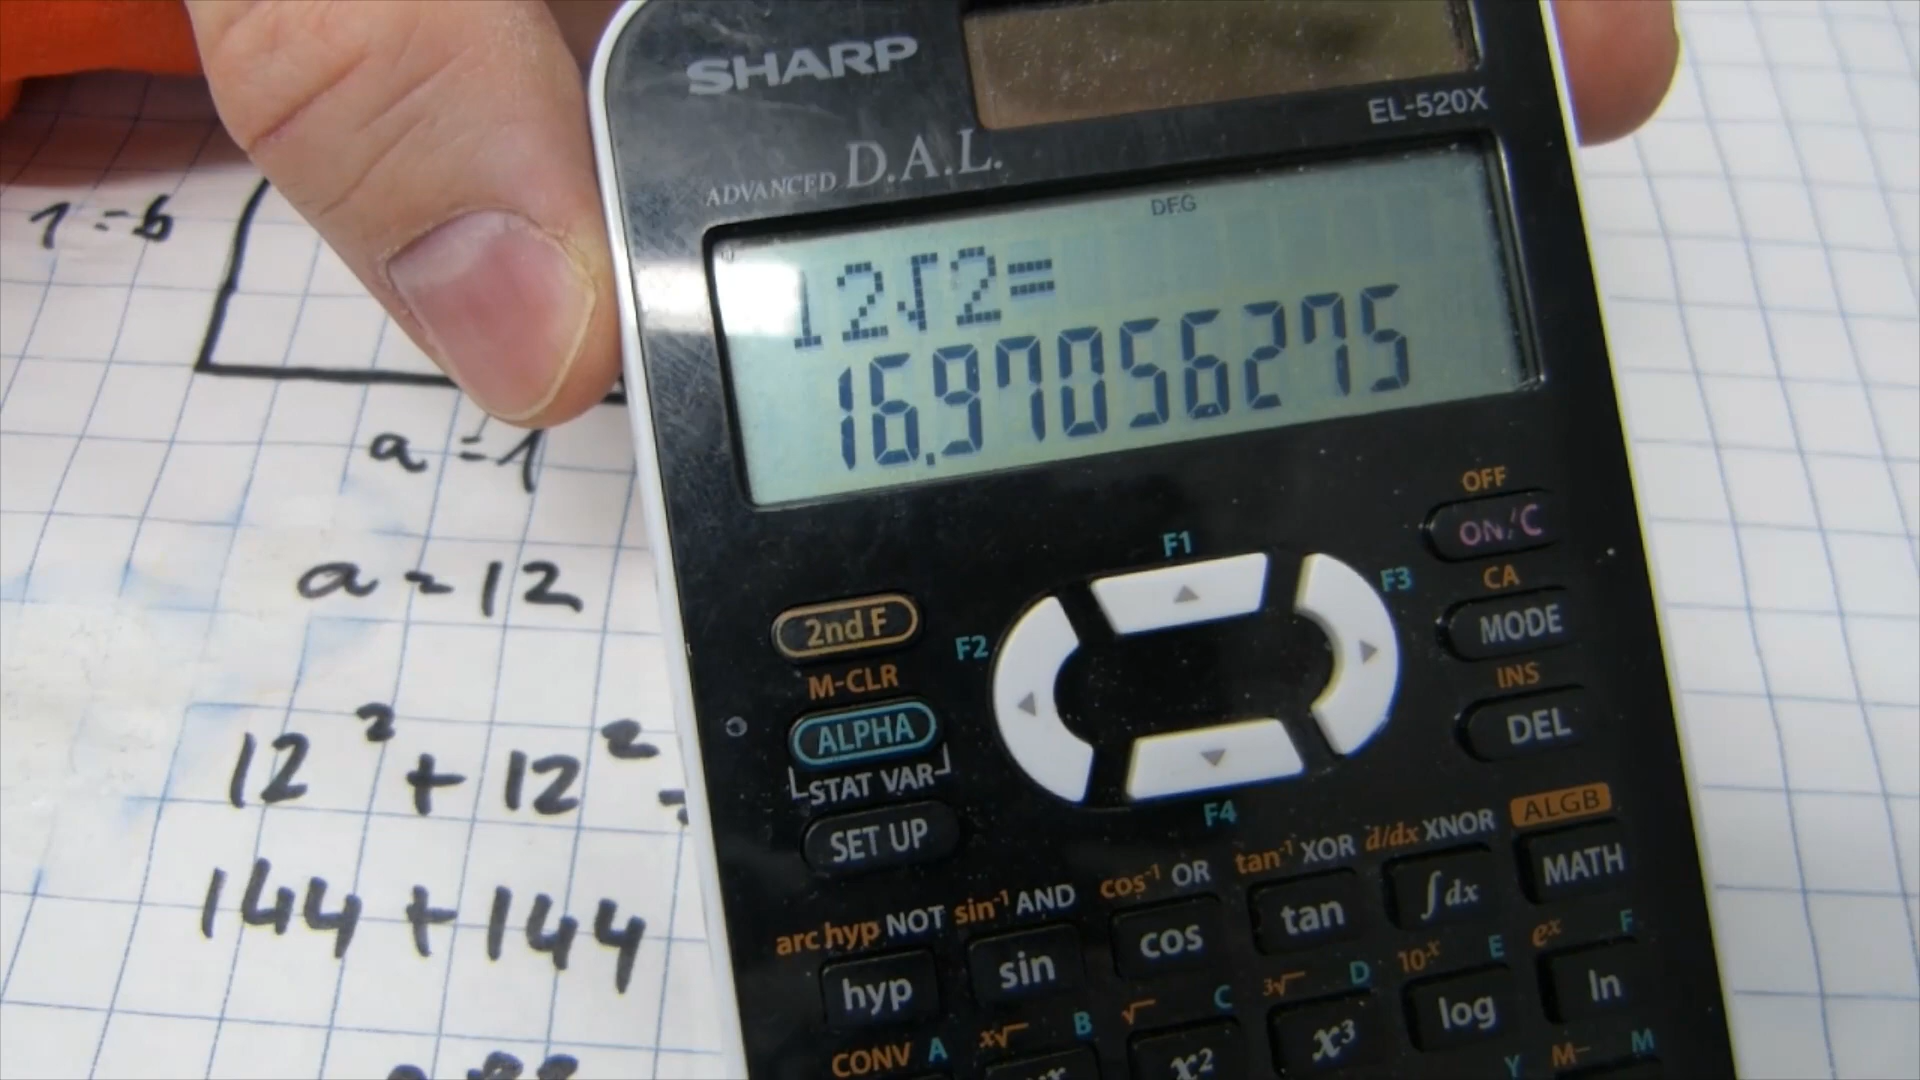 1=b
a=1
a=12
12² + 12² =
144 + 144
SHARP
EL-520X
ADVANCED D.A.L.
DEG
12√2=
16.97056275
OFF
ON/C
F1
F3
CA
2nd F
F2
MODE
M-CLR
INS
ALPHA
DEL
STAT VAR
F4
SET UP
ALGB
arc hyp NOT sin⁻¹ AND cos⁻¹ OR tan⁻¹ XOR d/dx XNOR
MATH
hyp sin cos tan ∫dx
CONV A x√ B √ C ³√ D 10ˣ E eˣ F
x² x³ log ln
Y M- M